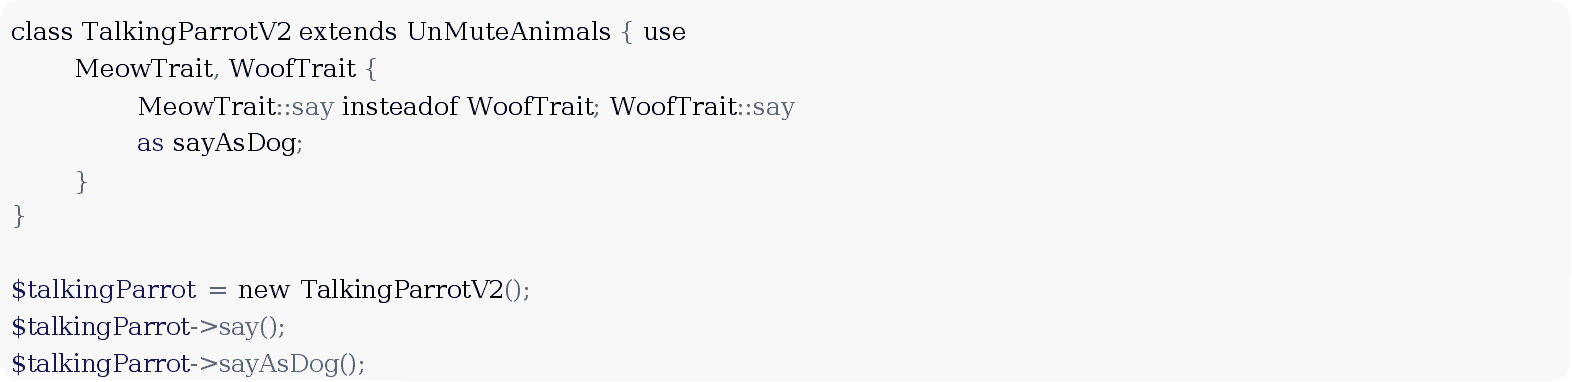 class TalkingParrotV2 extends UnMuteAnimals { use
MeowTrait, WoofTrait {
MeowTrait::say insteadof WoofTrait; WoofTrait::say
as sayAsDog;
}
}
$talkingParrot = new TalkingParrotV2();
$talkingParrot->say();
$talkingParrot->sayAsDog();